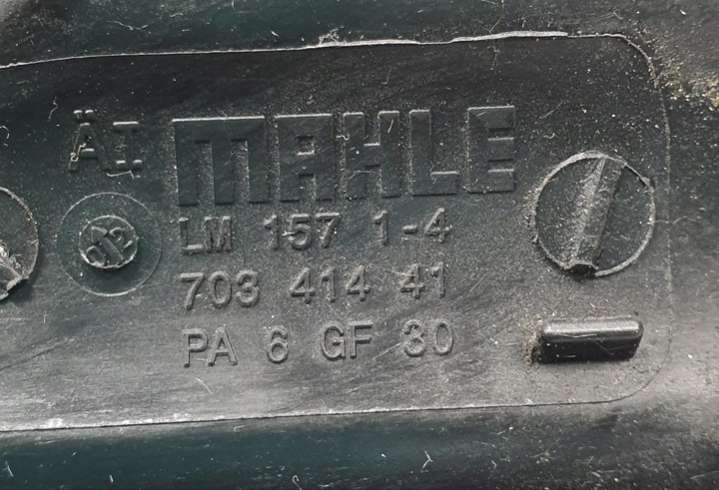 ÄI MAHLE
LM 157 1-4
703 414 41
PA 6 GF 30